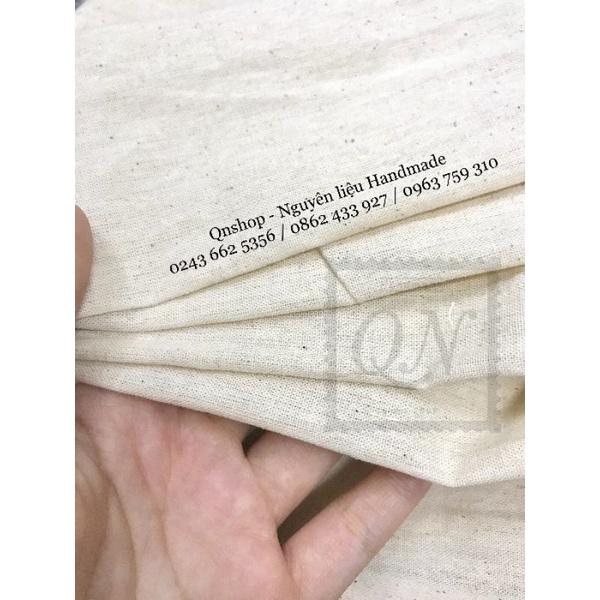 Qnshop - Nguyên liệu Handmade
0243 662 5356 / 0862 433 927 / 0963 759 310
QN